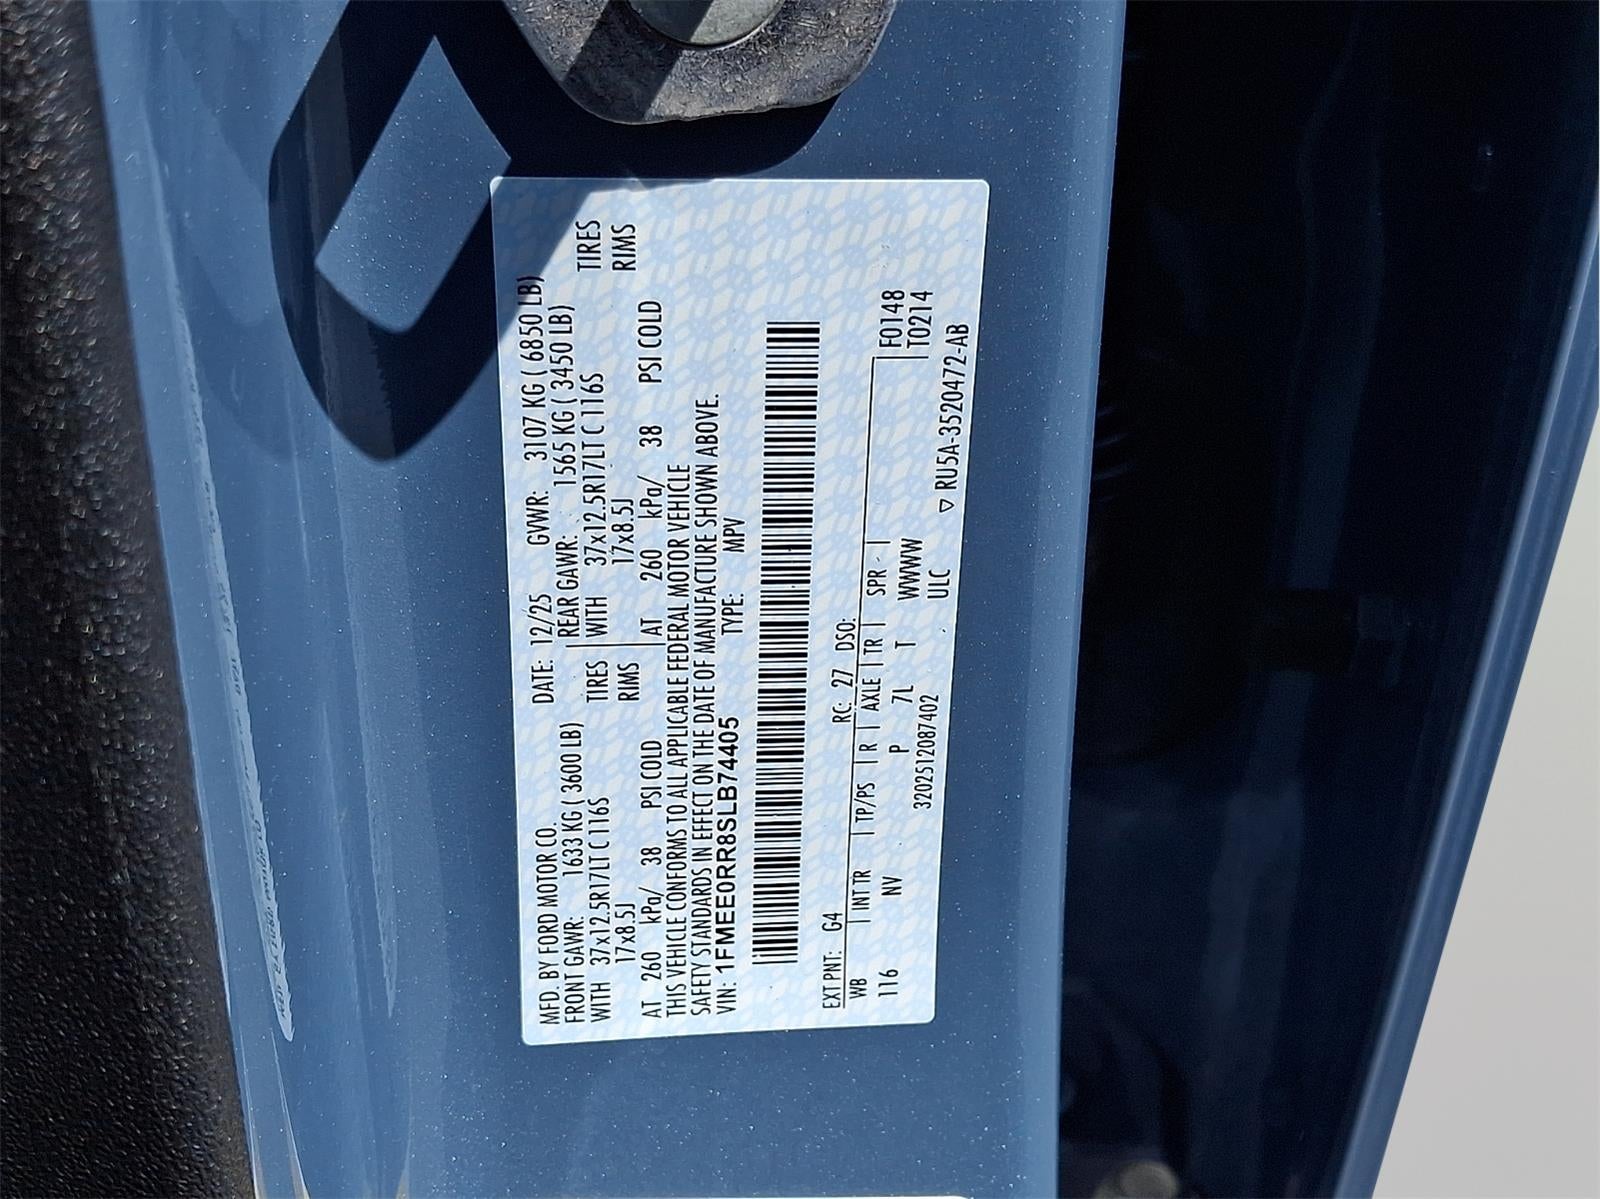 MFD. BY FORD MOTOR CO. DATE: 12/25 GVWR: 3107 KG ( 6850 LB)
FRONT GAWR: 1633 KG ( 3600 LB) REAR GAWR: 1565 KG ( 3450 LB)
WITH 37x12.5R17LT C 116S TIRES WITH 37x12.5R17LT C 116S TIRES
17x8.5J RIMS 17x8.5J RIMS
AT 260 kPa/ 38 PSI COLD AT 260 kPa/ 38 PSI COLD
THIS VEHICLE CONFORMS TO ALL APPLICABLE FEDERAL MOTOR VEHICLE
SAFETY STANDARDS IN EFFECT ON THE DATE OF MANUFACTURE SHOWN ABOVE.
VIN: 1FMEE0RR8SLB74405 TYPE: MPV
EXT PNT: G4 RC: 27 DSO:
WB INT TR TP/PS R AXLE TR SPR F0148
116 NV P 7L T WWWW T0214
3202512087402 ULC
▽ RU5A-3520472-AB